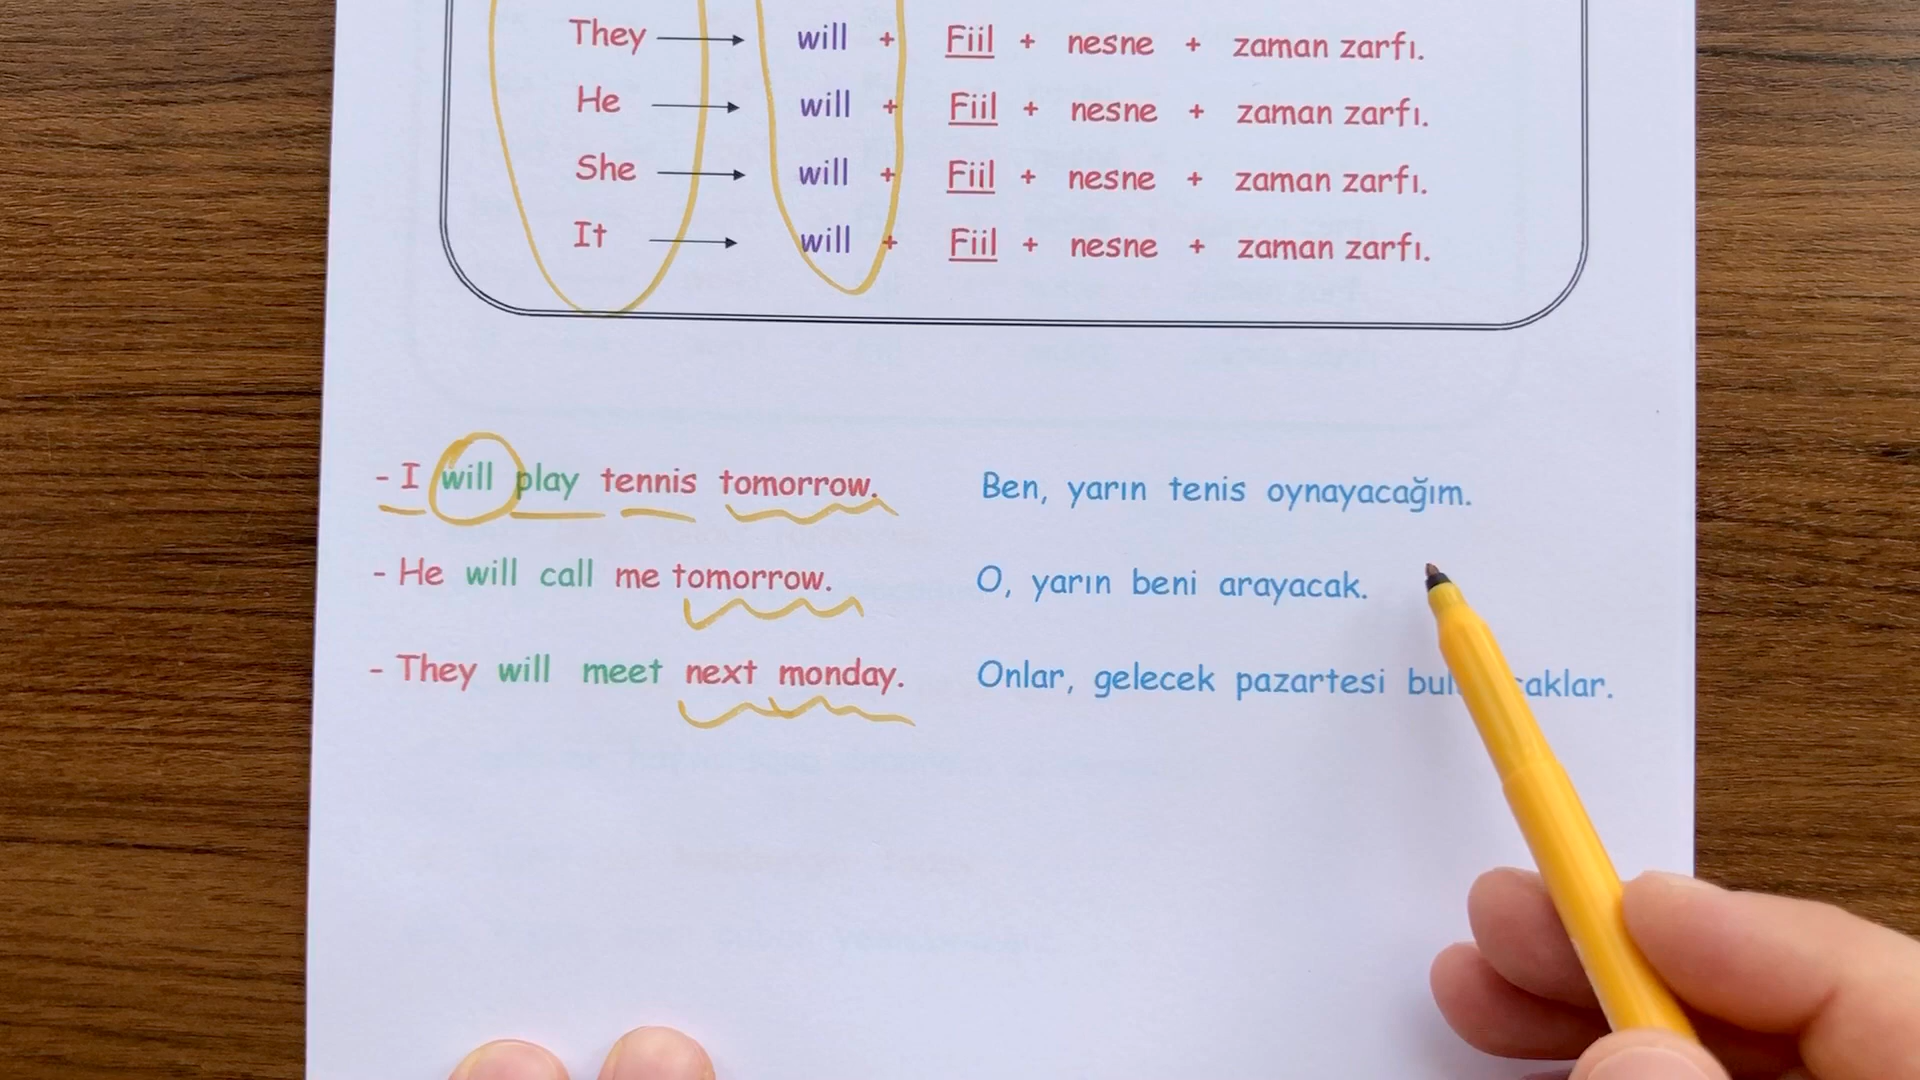 They → will + Fiil + nesne + zaman zarfı.
He → will + Fiil + nesne + zaman zarfı.
She → will + Fiil + nesne + zaman zarfı.
It → will + Fiil + nesne + zaman zarfı.
- I will play tennis tomorrow. Ben, yarın tenis oynayacağım.
- He will call me tomorrow. O, yarın beni arayacak.
- They will meet next monday. Onlar, gelecek pazartesi